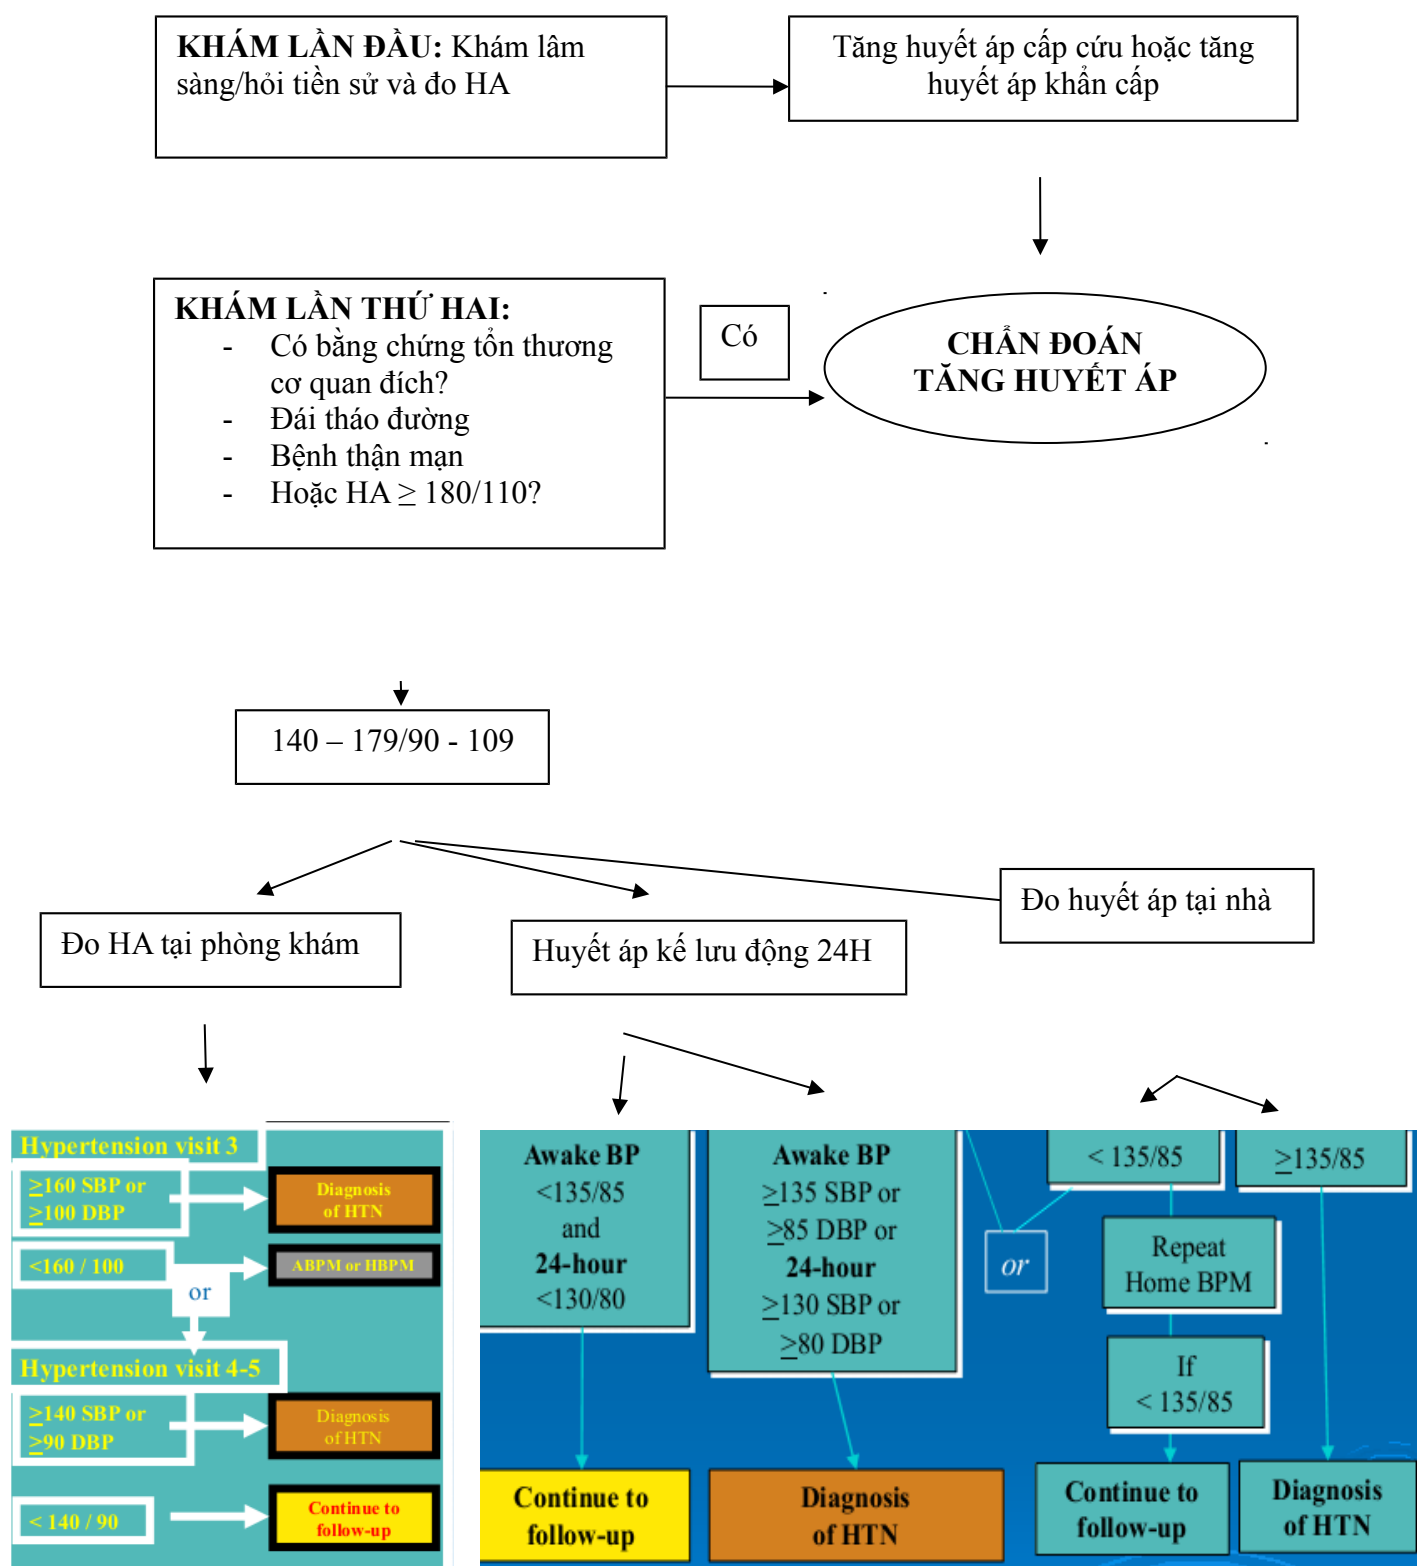 KHÁM LẦN ĐẦU: Khám lâm
sàng/hỏi tiền sử và đo HA
Tăng huyết áp cấp cứu hoặc tăng
huyết áp khẩn cấp
KHÁM LẦN THỨ HAI:
- Có bằng chứng tổn thương
cơ quan đích?
- Đái tháo đường
- Bệnh thận mạn
- Hoặc HA ≥ 180/110?
Có
CHẨN ĐOÁN
TĂNG HUYẾT ÁP
140 – 179/90 - 109
Đo HA tại phòng khám
Huyết áp kế lưu động 24H
Đo huyết áp tại nhà
Hypertension visit 3
≥160 SBP or
≥100 DBP
Diagnosis
of HTN
<160 / 100
ABPM or HBPM
or
Hypertension visit 4-5
≥140 SBP or
≥90 DBP
Diagnosis
of HTN
< 140 / 90
Continue to
follow-up
Awake BP
<135/85
and
24-hour
<130/80
Awake BP
≥135 SBP or
≥85 DBP or
24-hour
≥130 SBP or
≥80 DBP
Continue to
follow-up
Diagnosis
of HTN
or
< 135/85
≥135/85
Repeat
Home BPM
If
< 135/85
Continue to
follow-up
Diagnosis
of HTN